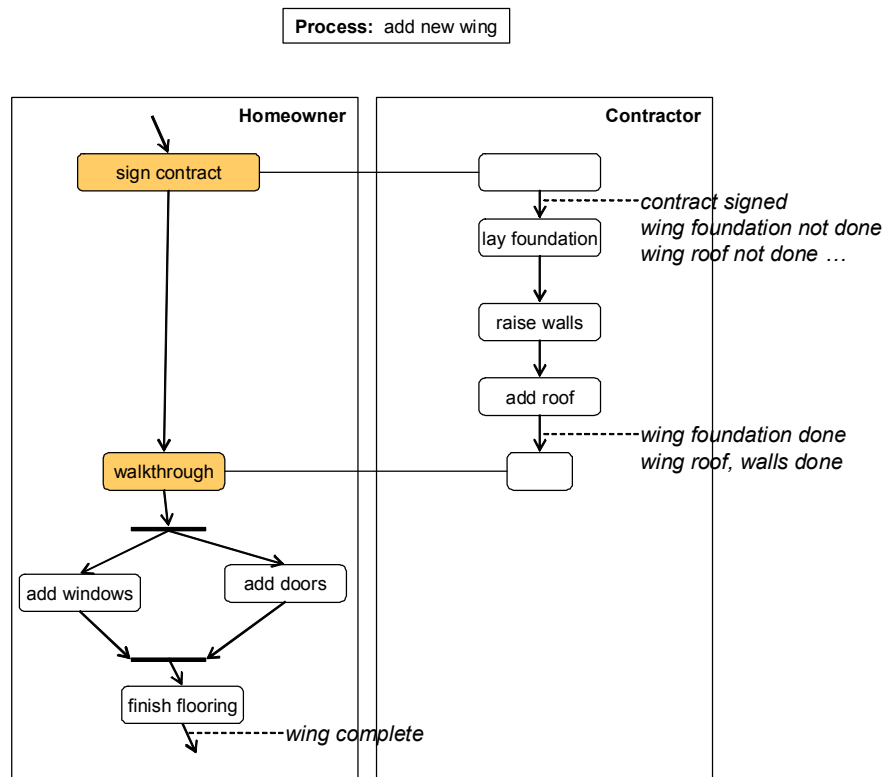 Process: add new wing
Homeowner
Contractor
sign contract
contract signed
wing foundation not done
wing roof not done …
lay foundation
raise walls
add roof
wing foundation done
wing roof, walls done
walkthrough
add windows
add doors
finish flooring
wing complete